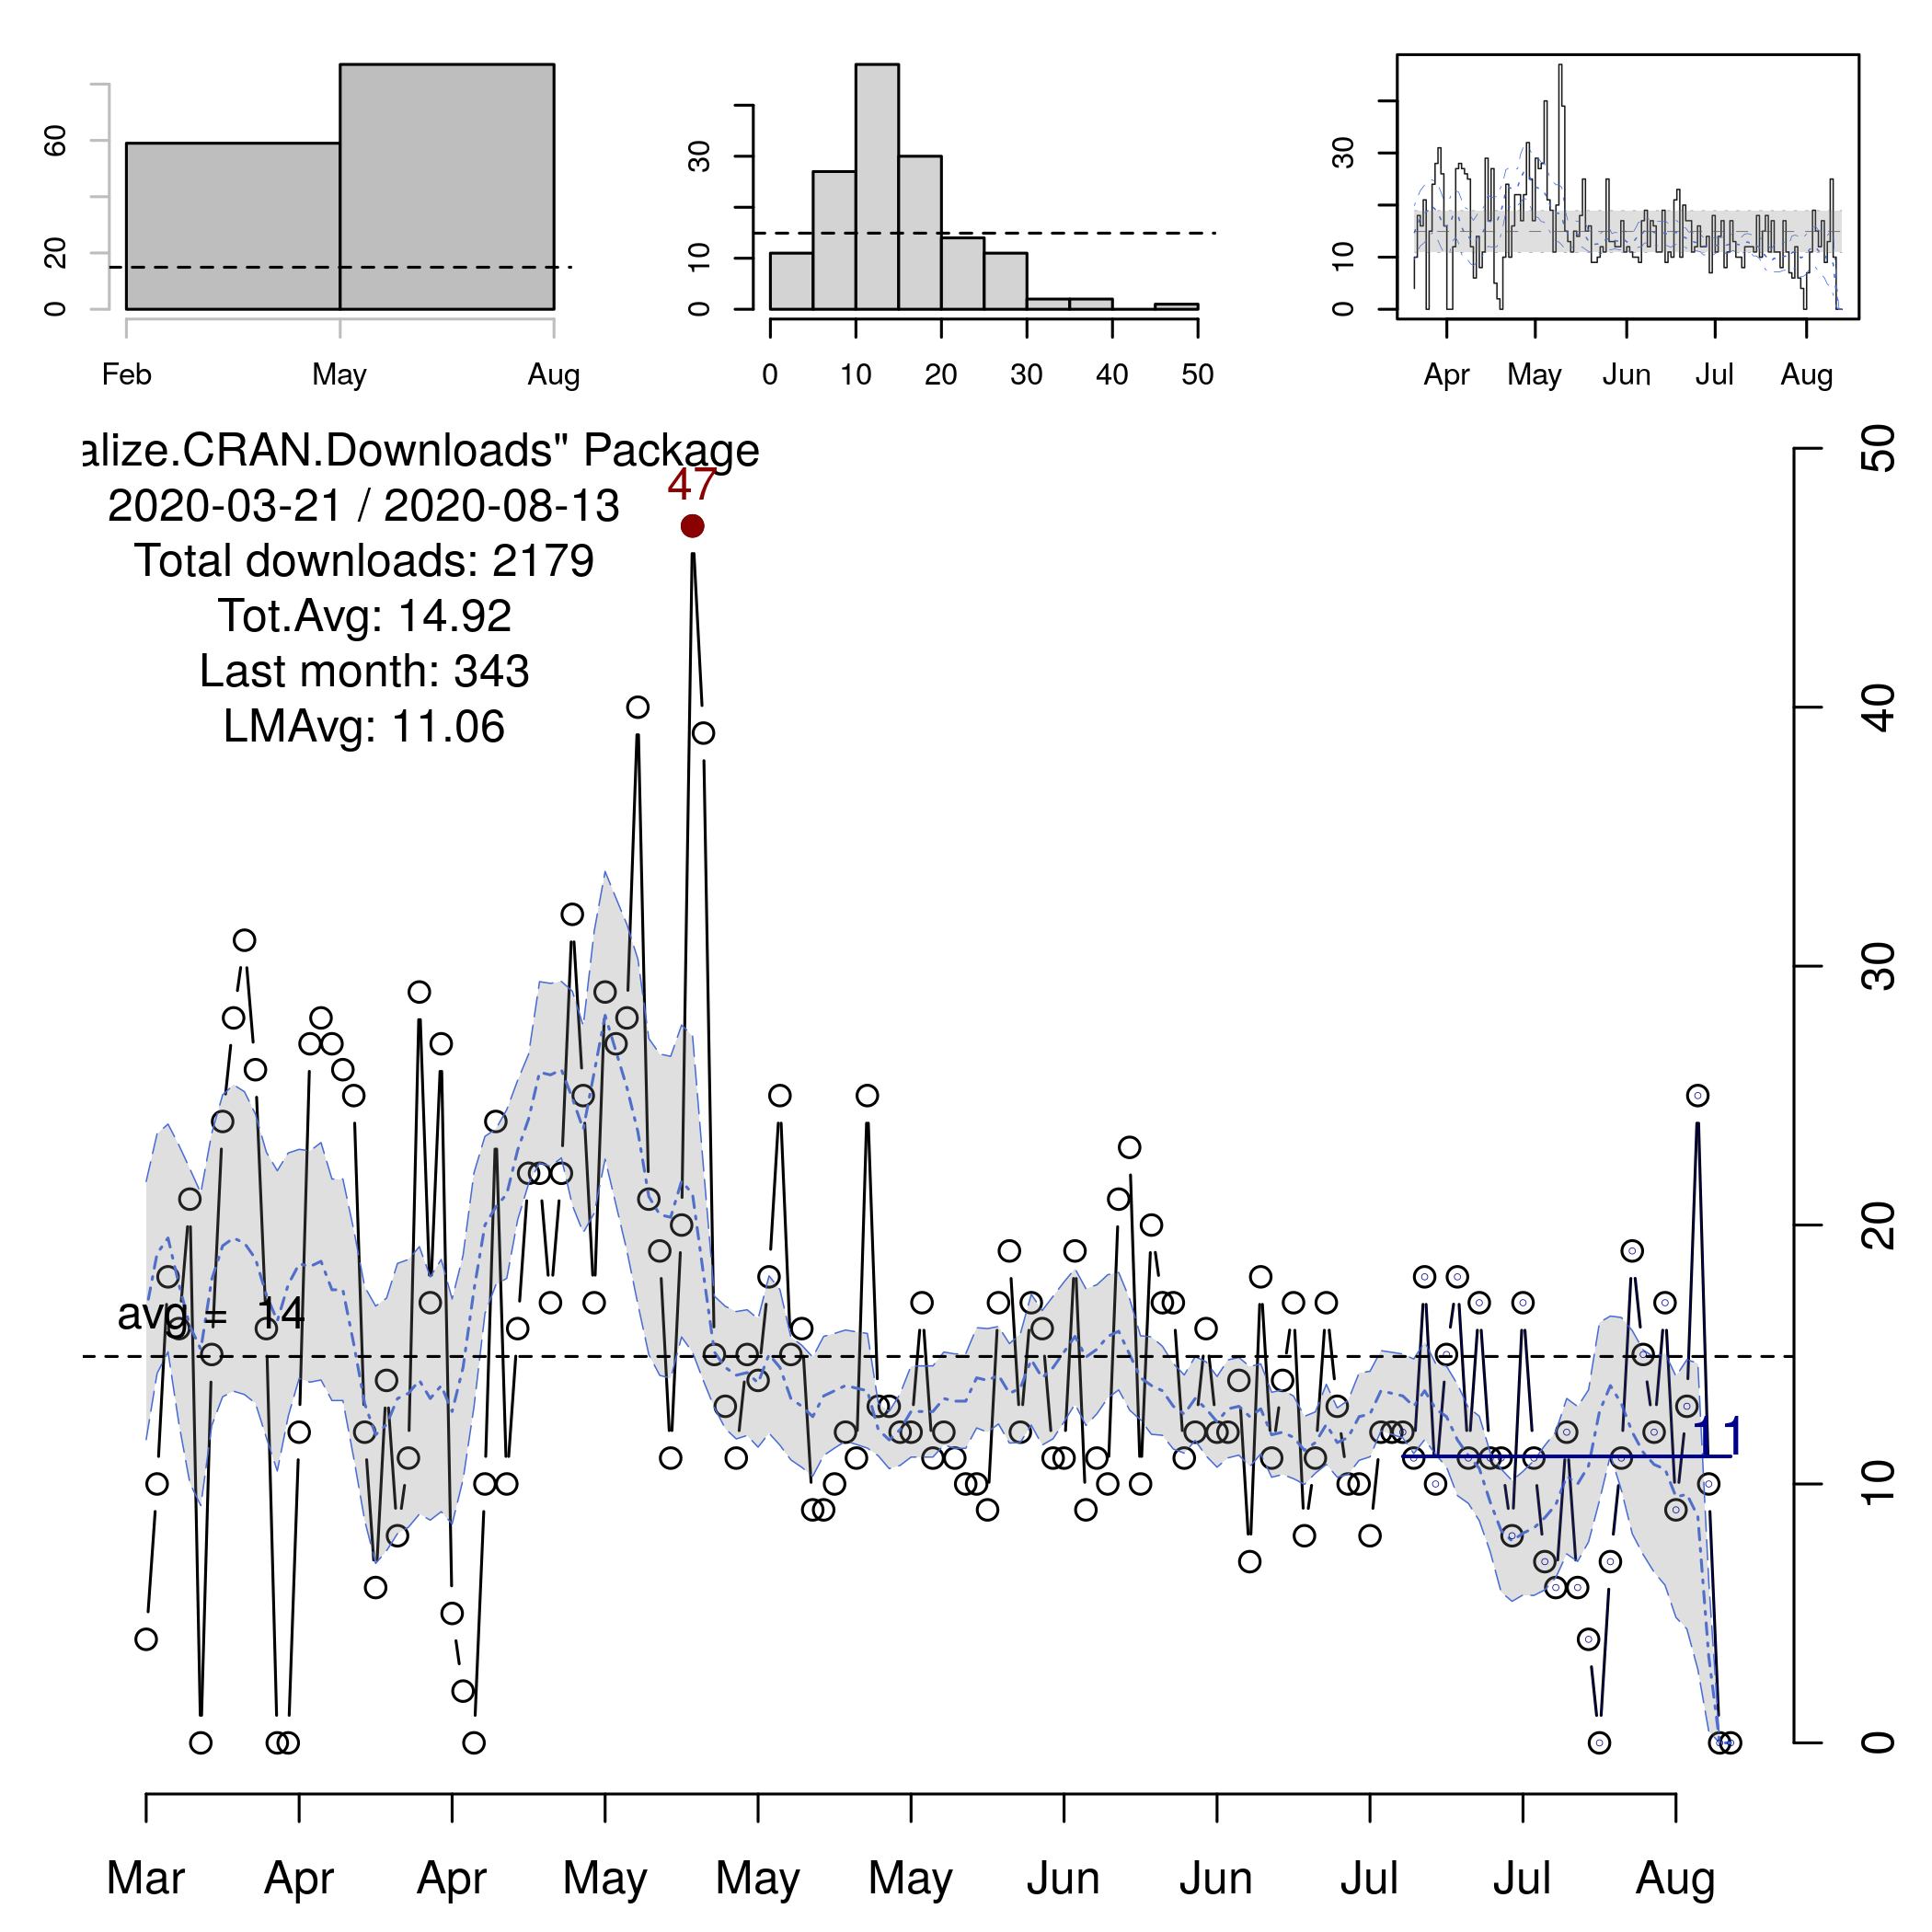 60
20
0
Feb May Aug
30
10
0
0 10 20 30 40 50
30
10
0
Apr May Jun Jul Aug
alize.CRAN.Downloads" Package
2020-03-21 / 2020-08-13
Total downloads: 2179
Tot.Avg: 14.92
Last month: 343
LMAvg: 11.06
47
avg = 14
11
50
40
30
20
10
0
Mar Apr Apr May May May Jun Jun Jul Jul Aug